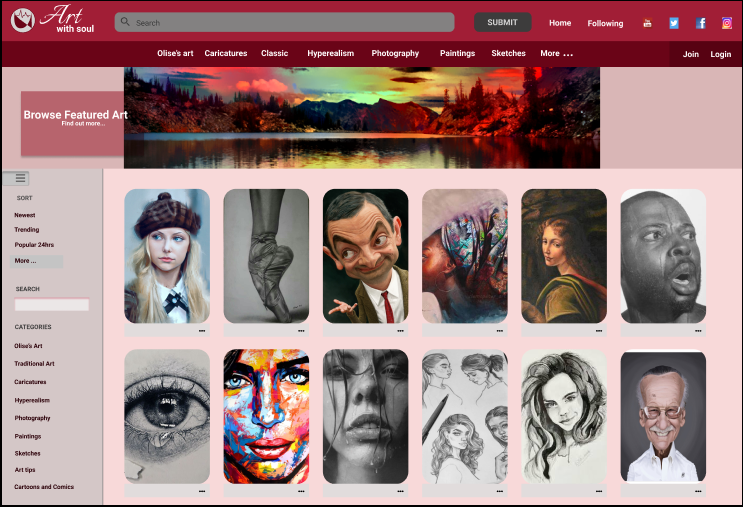 Art
with soul
Search
SUBMIT
Home
Following
Olise's art
Caricatures
Classic
Hyperealism
Photography
Paintings
Sketches
More ...
Join
Login
Browse Featured Art
Find out more...
SORT
Newest
Trending
Popular 24hrs
More ...
SEARCH
CATEGORIES
Olise's Art
Traditional Art
Caricatures
Hyperealism
Photography
Paintings
Sketches
Art tips
Cartoons and Comics